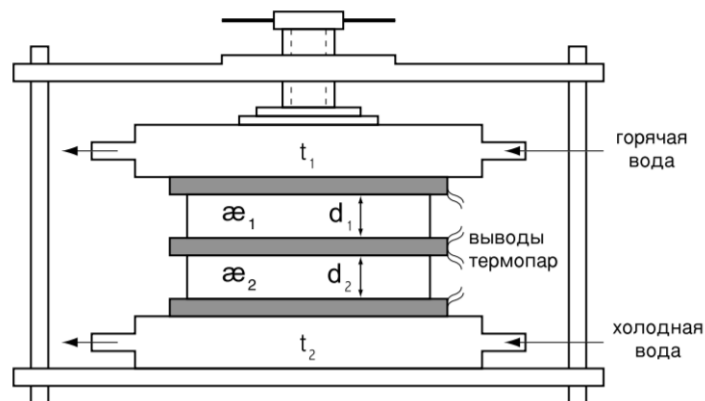 t₁
горячая
вода
æ₁
d₁
выводы
термопар
æ₂
d₂
t₂
холодная
вода